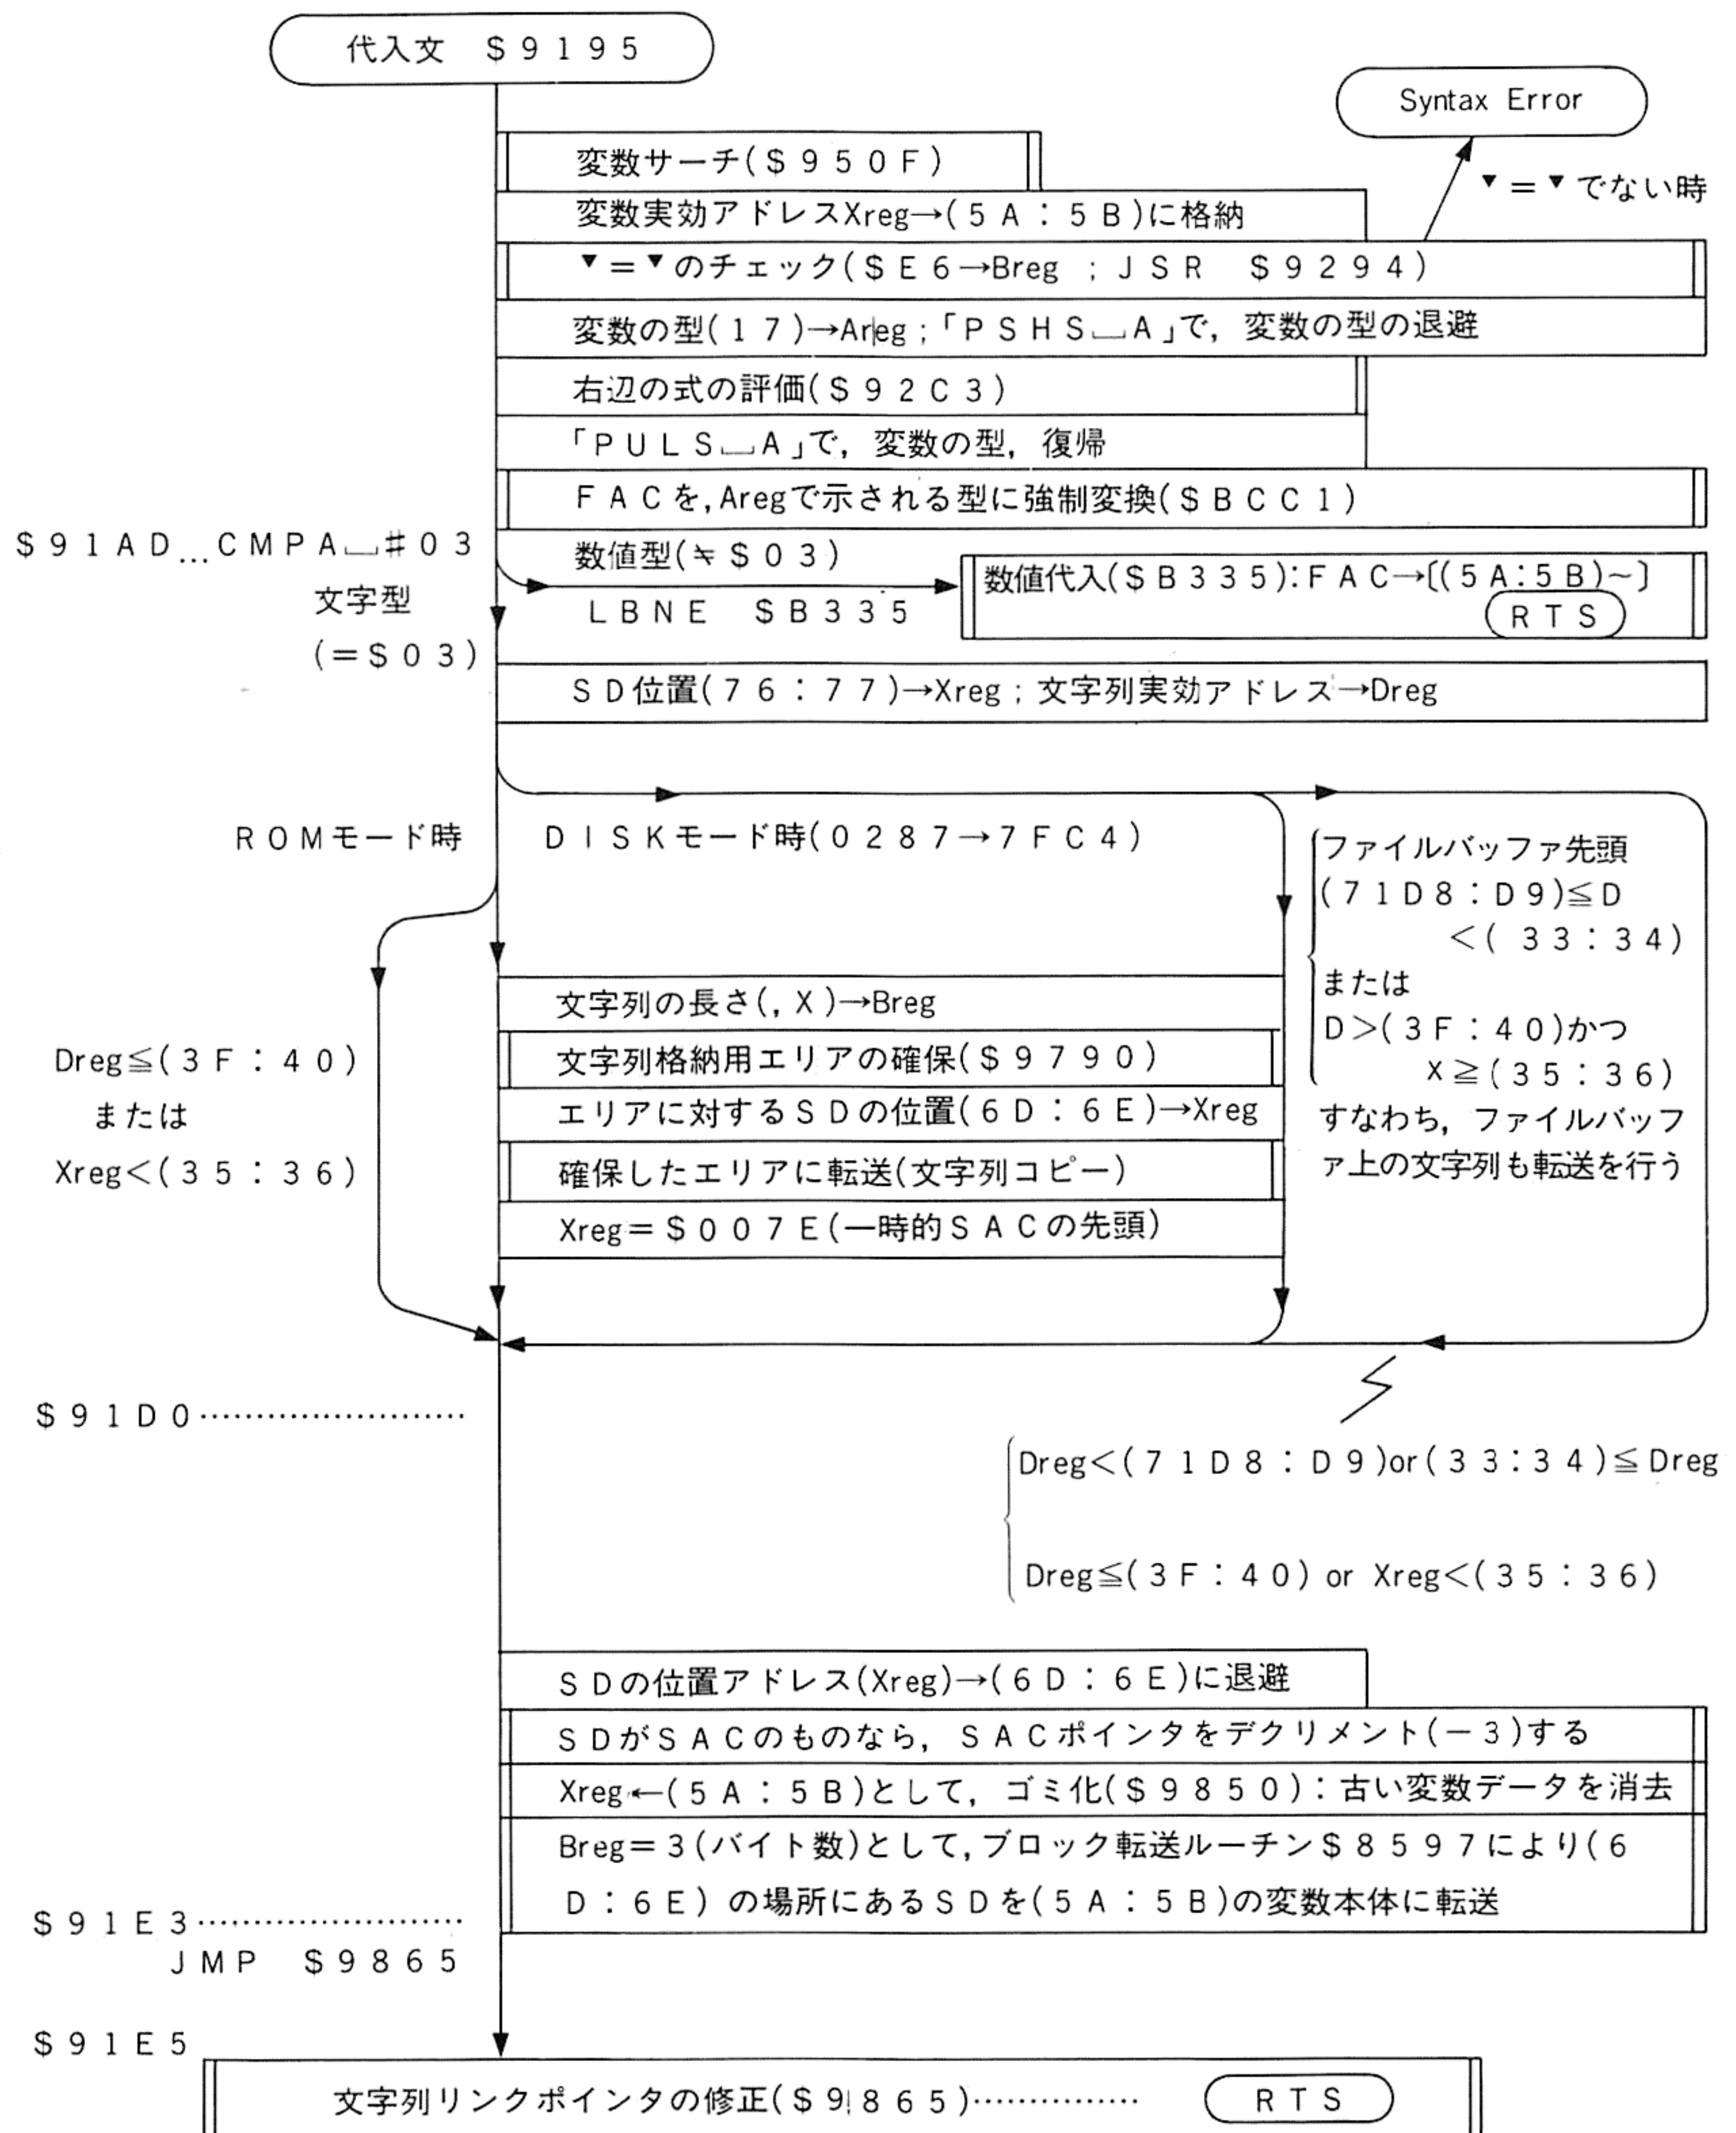 代入文　＄９１９５
Syntax Error
変数サーチ(＄９５０Ｆ)
▼＝▼でない時
変数実効アドレスXreg→(５Ａ：５Ｂ)に格納
▼＝▼のチェック(＄Ｅ６→Breg ；ＪＳＲ　＄９２９４)
変数の型(１７)→Areg；「ＰＳＨＳ␣Ａ」で，変数の型の退避
右辺の式の評価(＄９２Ｃ３)
「ＰＵＬＳ␣Ａ」で，変数の型，復帰
ＦＡＣを,Aregで示される型に強制変換(＄ＢＣＣ１)
＄９１ＡＤ…ＣＭＰＡ␣＃０３
数値型(≒＄０３)
文字型
(＝＄０３)
ＬＢＮＥ　＄Ｂ３３５
数値代入(＄Ｂ３３５)：ＦＡＣ→〔(５Ａ：５Ｂ)~〕
ＲＴＳ
ＳＤ位置(７６：７７)→Xreg；文字列実効アドレス→Dreg
ＲＯＭモード時
ＤＩＳＫモード時(０２８７→７ＦＣ４)
ファイルバッファ先頭
(７１Ｄ８：Ｄ９)≦Ｄ
＜(３３：３４)
または
Ｄ＞(３Ｆ：４０)かつ
Ｘ≧(３５：３６)
すなわち，ファイルバッフ
ァ上の文字列も転送を行う
Dreg≦(３Ｆ：４０)
または
Xreg＜(３５：３６)
文字列の長さ(，Ｘ)→Breg
文字列格納用エリアの確保(＄９７９０)
エリアに対するＳＤの位置(６Ｄ：６Ｅ)→Xreg
確保したエリアに転送(文字列コピー)
Xreg＝＄００７Ｅ(一時的ＳＡＣの先頭)
＄９１Ｄ０……………………
Dreg＜(７１Ｄ８：Ｄ９)or(３３：３４)≦Dreg
Dreg≦(３Ｆ：４０) or Xreg＜(３５：３６)
ＳＤの位置アドレス(Xreg)→(６Ｄ：６Ｅ)に退避
ＳＤがＳＡＣのものなら，ＳＡＣポインタをデクリメント(－３)する
Xreg←(５Ａ：５Ｂ)として，ゴミ化(＄９８５０)：古い変数データを消去
Breg＝３(バイト数)として,ブロック転送ルーチン＄８５９７により(６
Ｄ：６Ｅ) の場所にあるＳＤを(５Ａ：５Ｂ)の変数本体に転送
＄９１Ｅ３……………………
ＪＭＰ　＄９８６５
＄９１Ｅ５
文字列リンクポインタの修正(＄９８６５)……………
ＲＴＳ